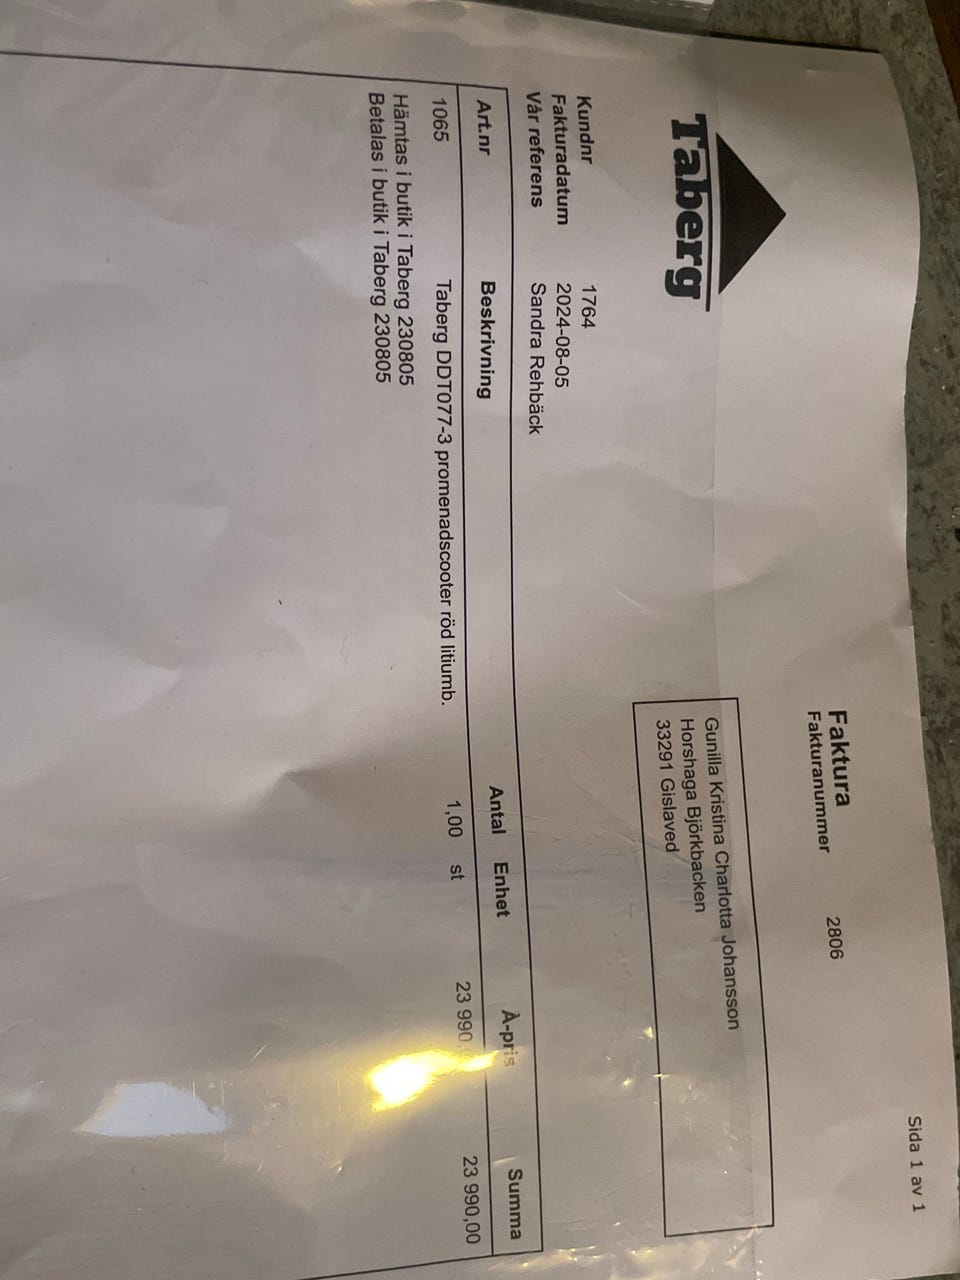 Sida 1 av 1
Taberg
Faktura
Fakturanummer 2806
Gunilla Kristina Charlotta Johansson
Horshaga Björkbacken
33291 Gislaved
Kundnr 1764
Fakturadatum 2024-08-05
Vår referens Sandra Rehbäck
Art.nr Beskrivning Antal Enhet À-pris Summa
1065 Taberg DDT077-3 promenadscooter röd litiumb. 1,00 st 23 990, 23 990,00
Hämtas i butik i Taberg 230805
Betalas i butik i Taberg 230805